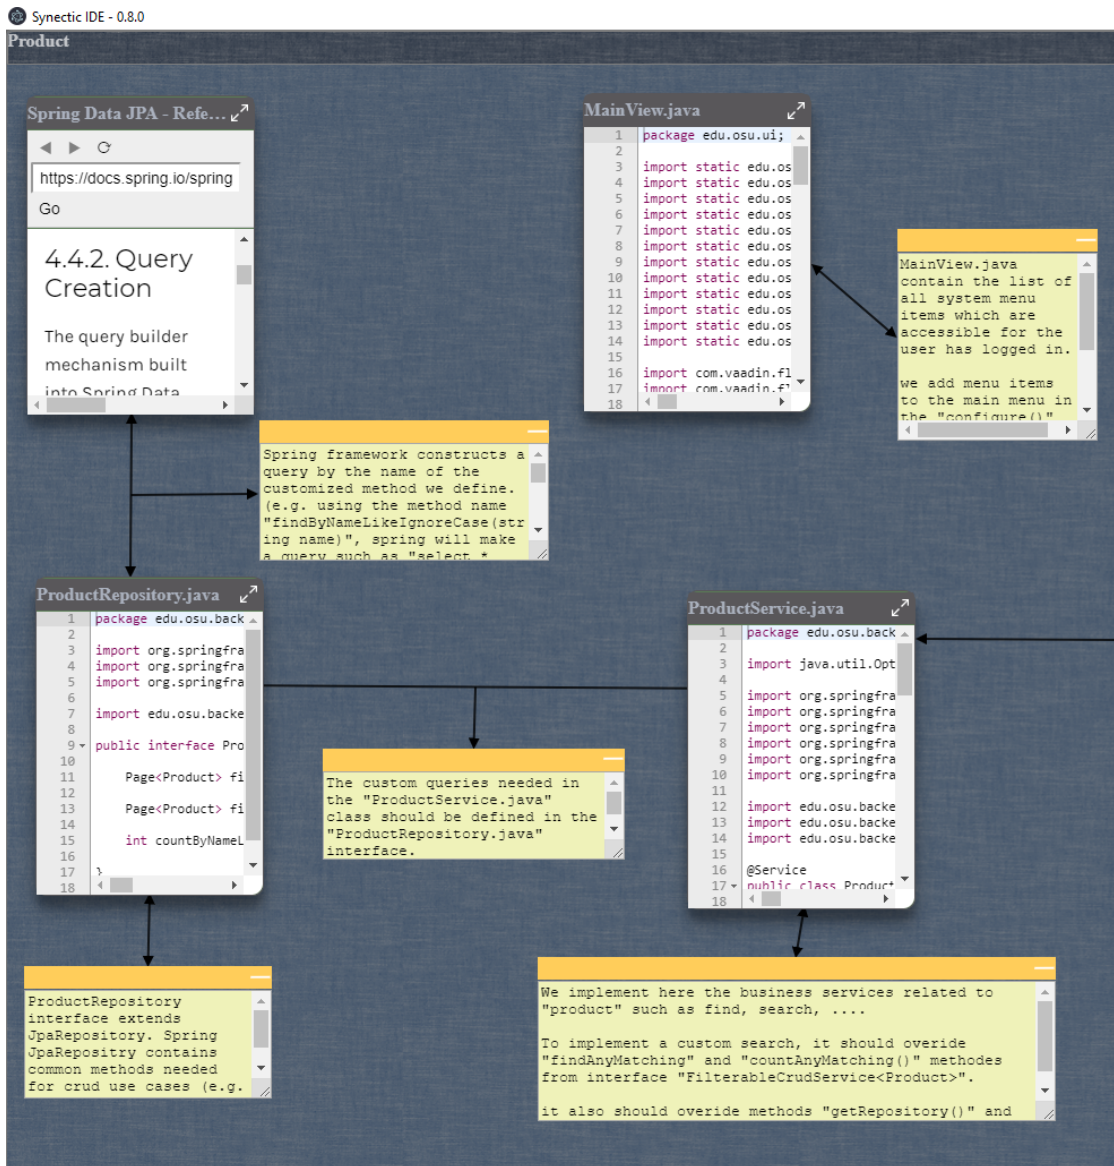 Synectic IDE - 0.8.0
Product
Spring Data JPA - Refe...
https://docs.spring.io/spring
Go
4.4.2. Query
Creation
The query builder
mechanism built
into Spring Data
MainView.java
1 package edu.osu.ui;
2
3 import static edu.os
4 import static edu.os
5 import static edu.os
6 import static edu.os
7 import static edu.os
8 import static edu.os
9 import static edu.os
10 import static edu.os
11 import static edu.os
12 import static edu.os
13 import static edu.os
14 import static edu.os
15
16 import com.vaadin.fl
17 import com.vaadin.fl
18
MainView.java
contain the list of
all system menu
items which are
accessible for the
user has logged in.
we add menu items
to the main menu in
the "configure()"
Spring framework constructs a
query by the name of the
customized method we define.
(e.g. using the method name
"findByNameLikeIgnoreCase(str
ing name)", spring will make
a query such as "select *
ProductRepository.java
1 package edu.osu.back
2
3 import org.springfra
4 import org.springfra
5 import org.springfra
6
7 import edu.osu.backe
8
9 public interface Pro
10
11 Page<Product> fi
12
13 Page<Product> fi
14
15 int countByNameL
16
17 }
18
ProductService.java
1 package edu.osu.back
2
3 import java.util.Opt
4
5 import org.springfra
6 import org.springfra
7 import org.springfra
8 import org.springfra
9 import org.springfra
10 import org.springfra
11
12 import edu.osu.backe
13 import edu.osu.backe
14 import edu.osu.backe
15
16 @Service
17 public class Product
18
The custom queries needed in
the "ProductService.java"
class should be defined in the
"ProductRepository.java"
interface.
ProductRepository
interface extends
JpaRepository. Spring
JpaRepositry contains
common methods needed
for crud use cases (e.g.
We implement here the business services related to
"product" such as find, search, ....
To implement a custom search, it should overide
"findAnyMatching" and "countAnyMatching()" methodes
from interface "FilterableCrudService<Product>".
it also should overide methods "getRepository()" and